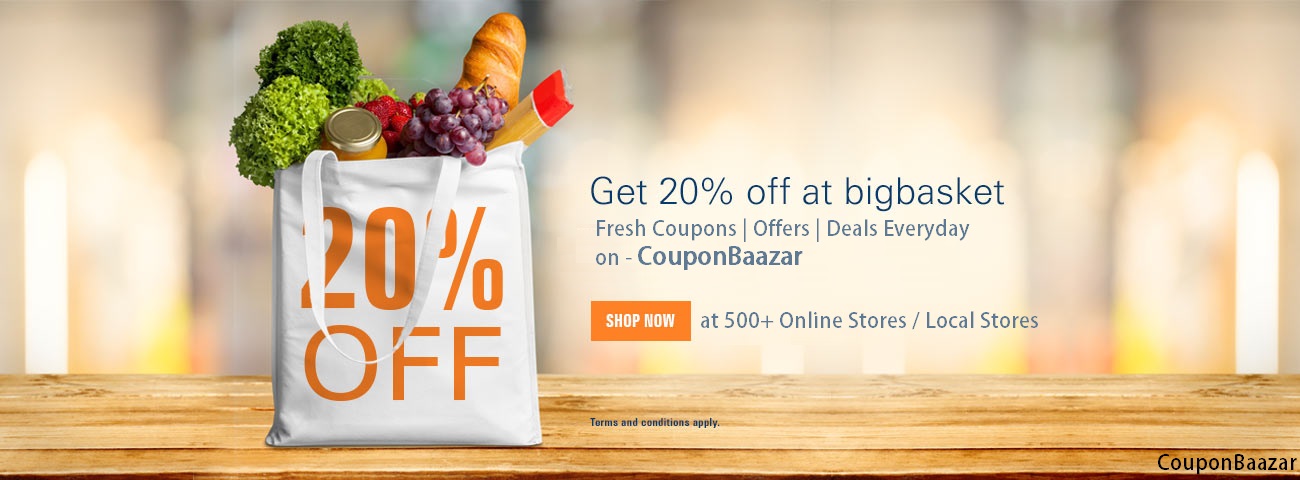 20%
OFF
Get 20% off at bigbasket
Fresh Coupons | Offers | Deals Everyday
on - CouponBaazar
SHOP NOW at 500+ Online Stores / Local Stores
Terms and conditions apply.
CouponBaazar